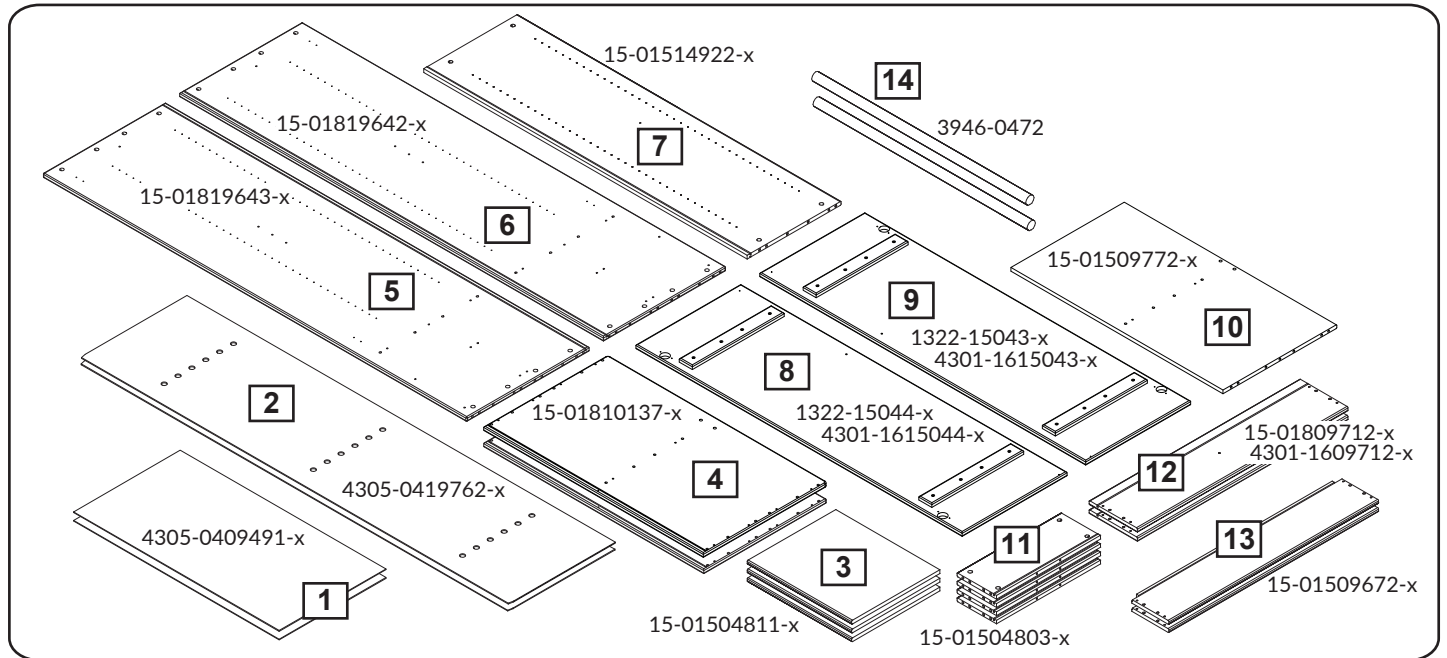 15-01514922-x
14
3946-0472
15-01819642-x
7
15-01819643-x
6
5
9
15-01509772-x
10
1322-15043-x
4301-1615043-x
2
8
15-01810137-x
1322-15044-x
4301-1615044-x
4
12
15-01809712-x
4301-1609712-x
4305-0419762-x
4305-0409491-x
1
3
11
13
15-01504811-x
15-01504803-x
15-01509672-x